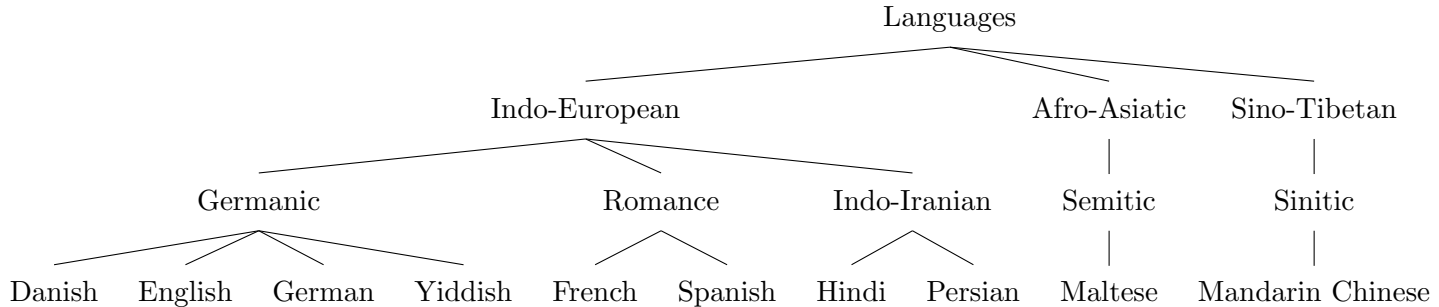 Languages
Indo-European Afro-Asiatic Sino-Tibetan
Germanic Romance Indo-Iranian Semitic Sinitic
Danish English German Yiddish French Spanish Hindi Persian Maltese Mandarin Chinese